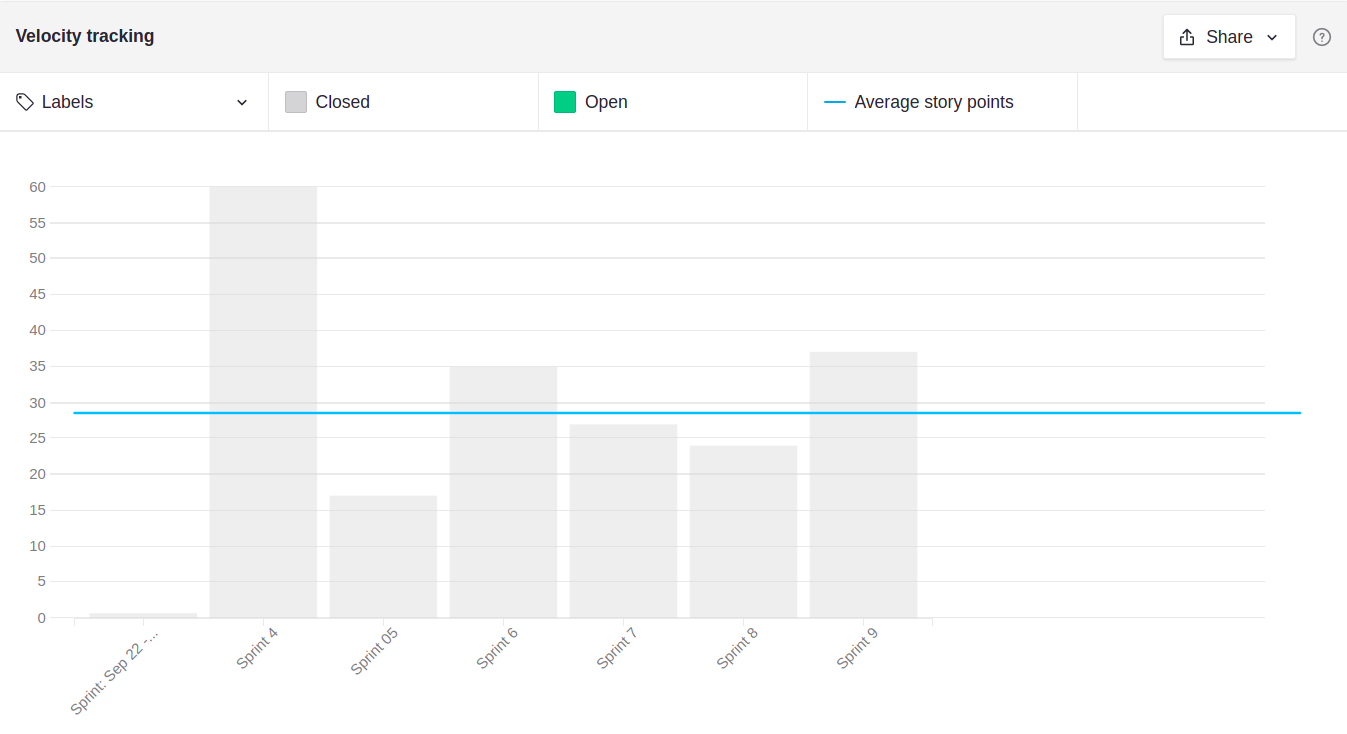 Velocity tracking
Share
?
Labels
Closed
Open
Average story points
60
55
50
45
40
35
30
25
20
15
10
5
0
Sprint: Sep 22 -...
Sprint 4
Sprint 05
Sprint 6
Sprint 7
Sprint 8
Sprint 9